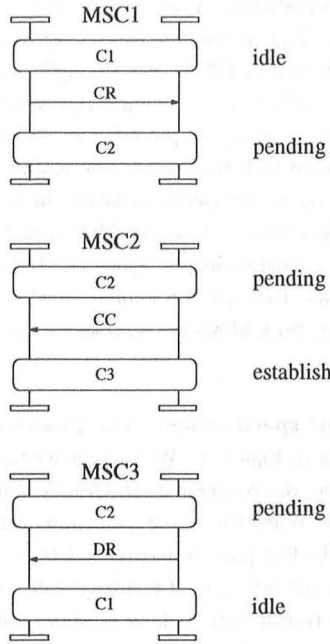 MSC1
C1 idle
CR
C2 pending
MSC2
C2 pending
CC
C3 establish
MSC3
C2 pending
DR
C1 idle